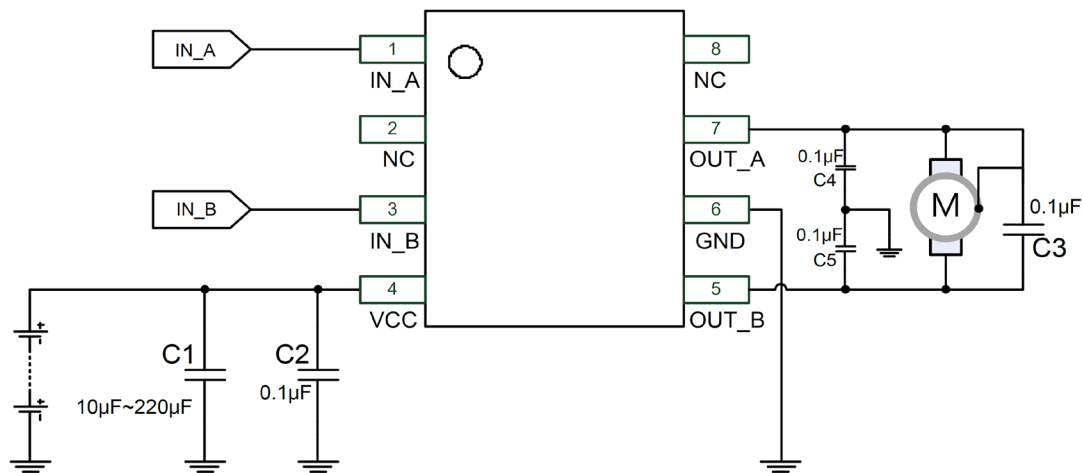 IN_A
1
IN_A
8
NC
2
NC
7
OUT_A
0.1µF
C4
IN_B
3
IN_B
6
GND
0.1µF
C5
M
0.1µF
C3
4
VCC
5
OUT_B
+
-
+
-
C1
10µF~220µF
C2
0.1µF